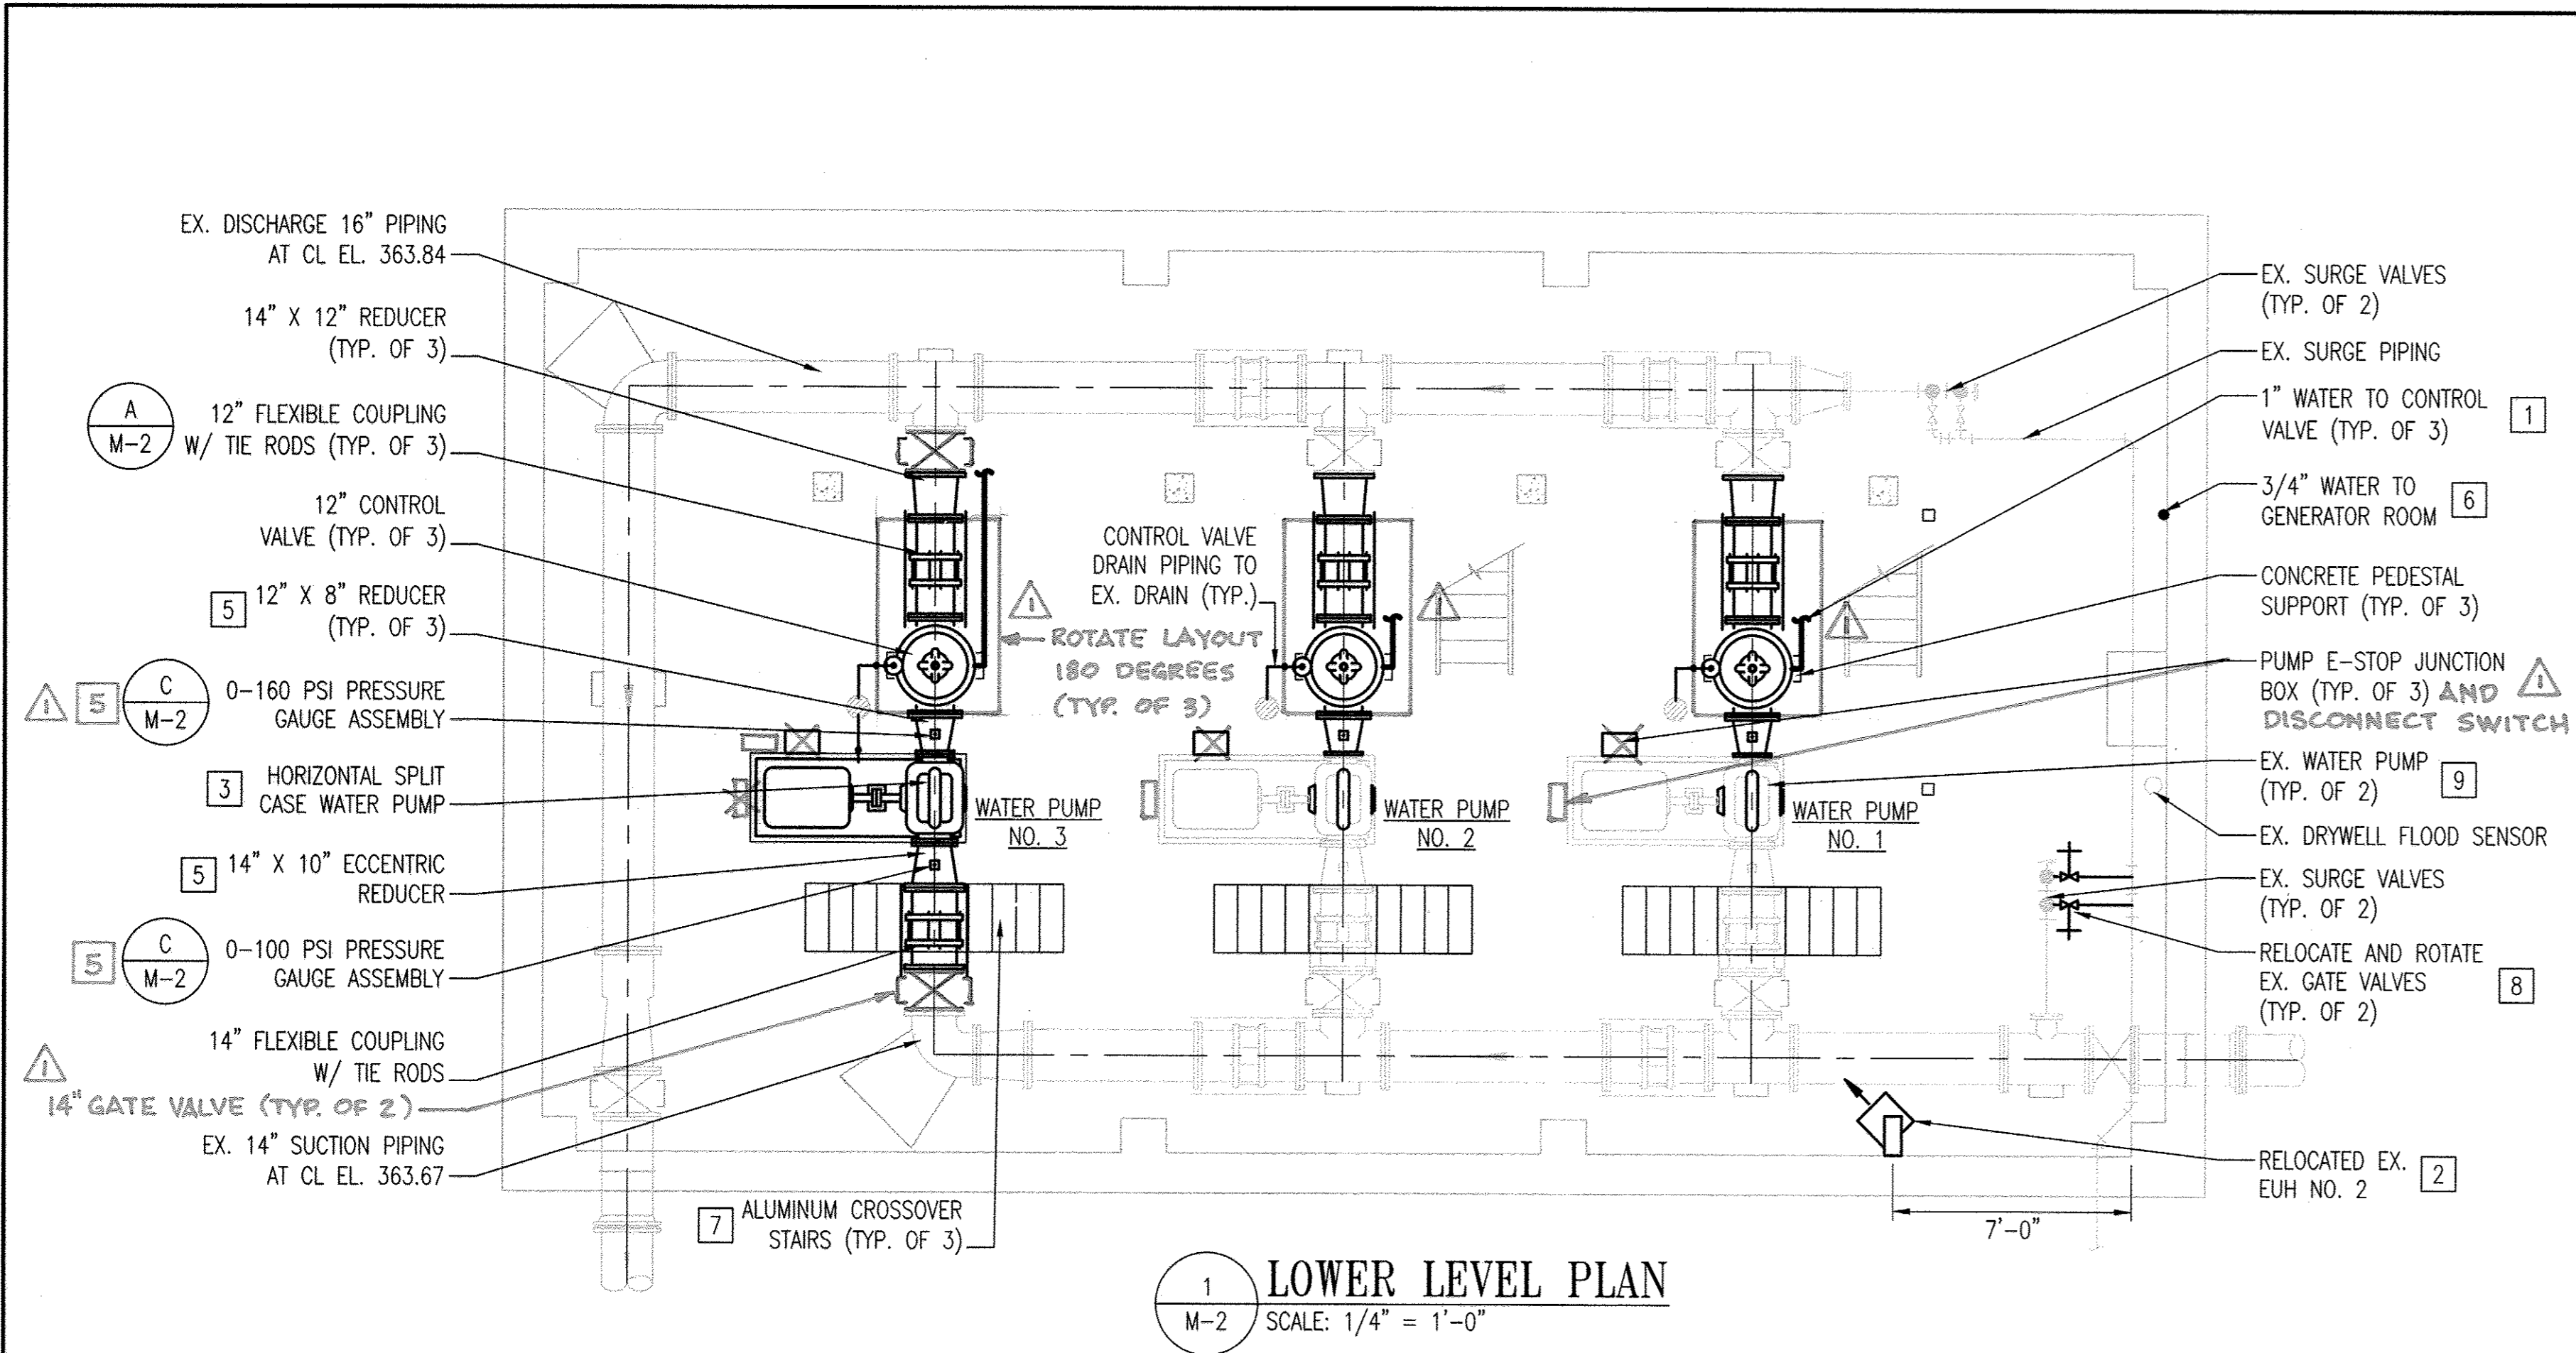 EX. DISCHARGE 16" PIPING
AT CL EL. 363.84
14" X 12" REDUCER
(TYP. OF 3)
A
M-2
12" FLEXIBLE COUPLING
W/ TIE RODS (TYP. OF 3)
12" CONTROL
VALVE (TYP. OF 3)
5
12" X 8" REDUCER
(TYP. OF 3)
1
5
C
M-2
0-160 PSI PRESSURE
GAUGE ASSEMBLY
3
HORIZONTAL SPLIT
CASE WATER PUMP
5
14" X 10" ECCENTRIC
REDUCER
5
C
M-2
0-100 PSI PRESSURE
GAUGE ASSEMBLY
14" FLEXIBLE COUPLING
W/ TIE RODS
1
14" GATE VALVE (TYP. OF 2)
EX. 14" SUCTION PIPING
AT CL EL. 363.67
7
ALUMINUM CROSSOVER
STAIRS (TYP. OF 3)
CONTROL VALVE
DRAIN PIPING TO
EX. DRAIN (TYP.)
1
ROTATE LAYOUT
180 DEGREES
(TYP. OF 3)
1
1
WATER PUMP
NO. 3
WATER PUMP
NO. 2
WATER PUMP
NO. 1
EX. SURGE VALVES
(TYP. OF 2)
EX. SURGE PIPING
1" WATER TO CONTROL
VALVE (TYP. OF 3)
1
3/4" WATER TO
GENERATOR ROOM
6
CONCRETE PEDESTAL
SUPPORT (TYP. OF 3)
PUMP E-STOP JUNCTION
BOX (TYP. OF 3) AND
DISCONNECT SWITCH
1
EX. WATER PUMP
(TYP. OF 2)
9
EX. DRYWELL FLOOD SENSOR
EX. SURGE VALVES
(TYP. OF 2)
RELOCATE AND ROTATE
EX. GATE VALVES
(TYP. OF 2)
8
RELOCATED EX.
EUH NO. 2
2
7'-0"
1
M-2
LOWER LEVEL PLAN
SCALE: 1/4" = 1'-0"